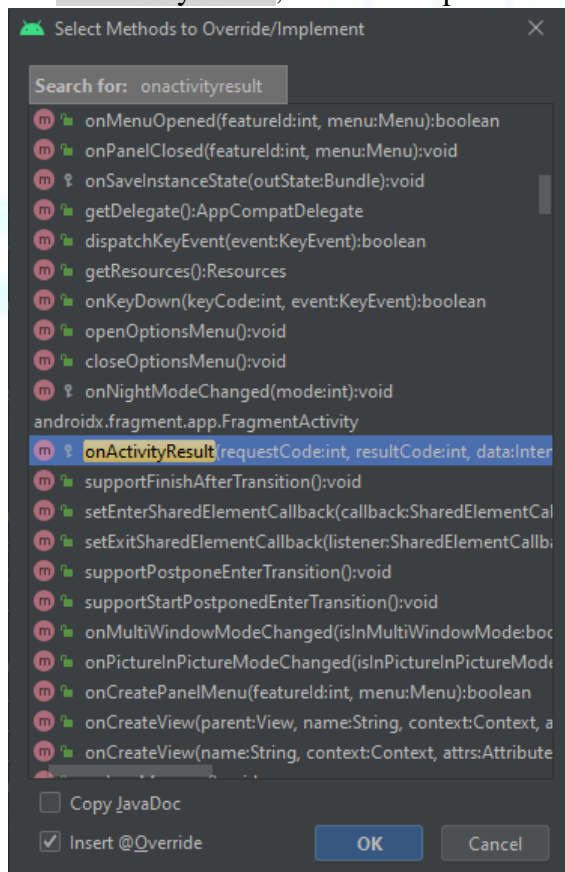 Select Methods to Override/Implement
Search for: onactivityresult
onMenuOpened(featureId:int, menu:Menu):boolean
onPanelClosed(featureId:int, menu:Menu):void
onSaveInstanceState(outState:Bundle):void
getDelegate():AppCompatDelegate
dispatchKeyEvent(event:KeyEvent):boolean
getResources():Resources
onKeyDown(keyCode:int, event:KeyEvent):boolean
openOptionsMenu():void
closeOptionsMenu():void
onNightModeChanged(mode:int):void
androidx.fragment.app.FragmentActivity
onActivityResult(requestCode:int, resultCode:int, data:Inter
supportFinishAfterTransition():void
setEnterSharedElementCallback(callback:SharedElementCal
setExitSharedElementCallback(listener:SharedElementCallba
supportPostponeEnterTransition():void
supportStartPostponedEnterTransition():void
onMultiWindowModeChanged(isInMultiWindowMode:boo
onPictureInPictureModeChanged(isInPictureInPictureMode
onCreatePanelMenu(featureId:int, menu:Menu):boolean
onCreateView(parent:View, name:String, context:Context, a
onCreateView(name:String, context:Context, attrs:Attribute
Copy JavaDoc
Insert @Override
OK
Cancel